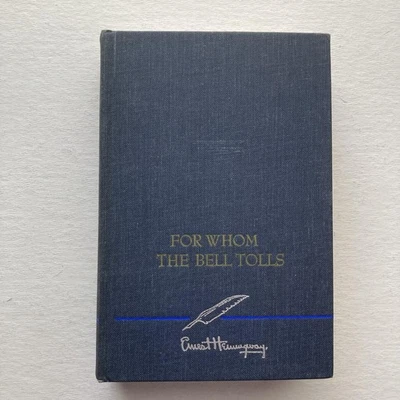 FOR WHOM
THE BELL TOLLS
Ernest Hemingway.